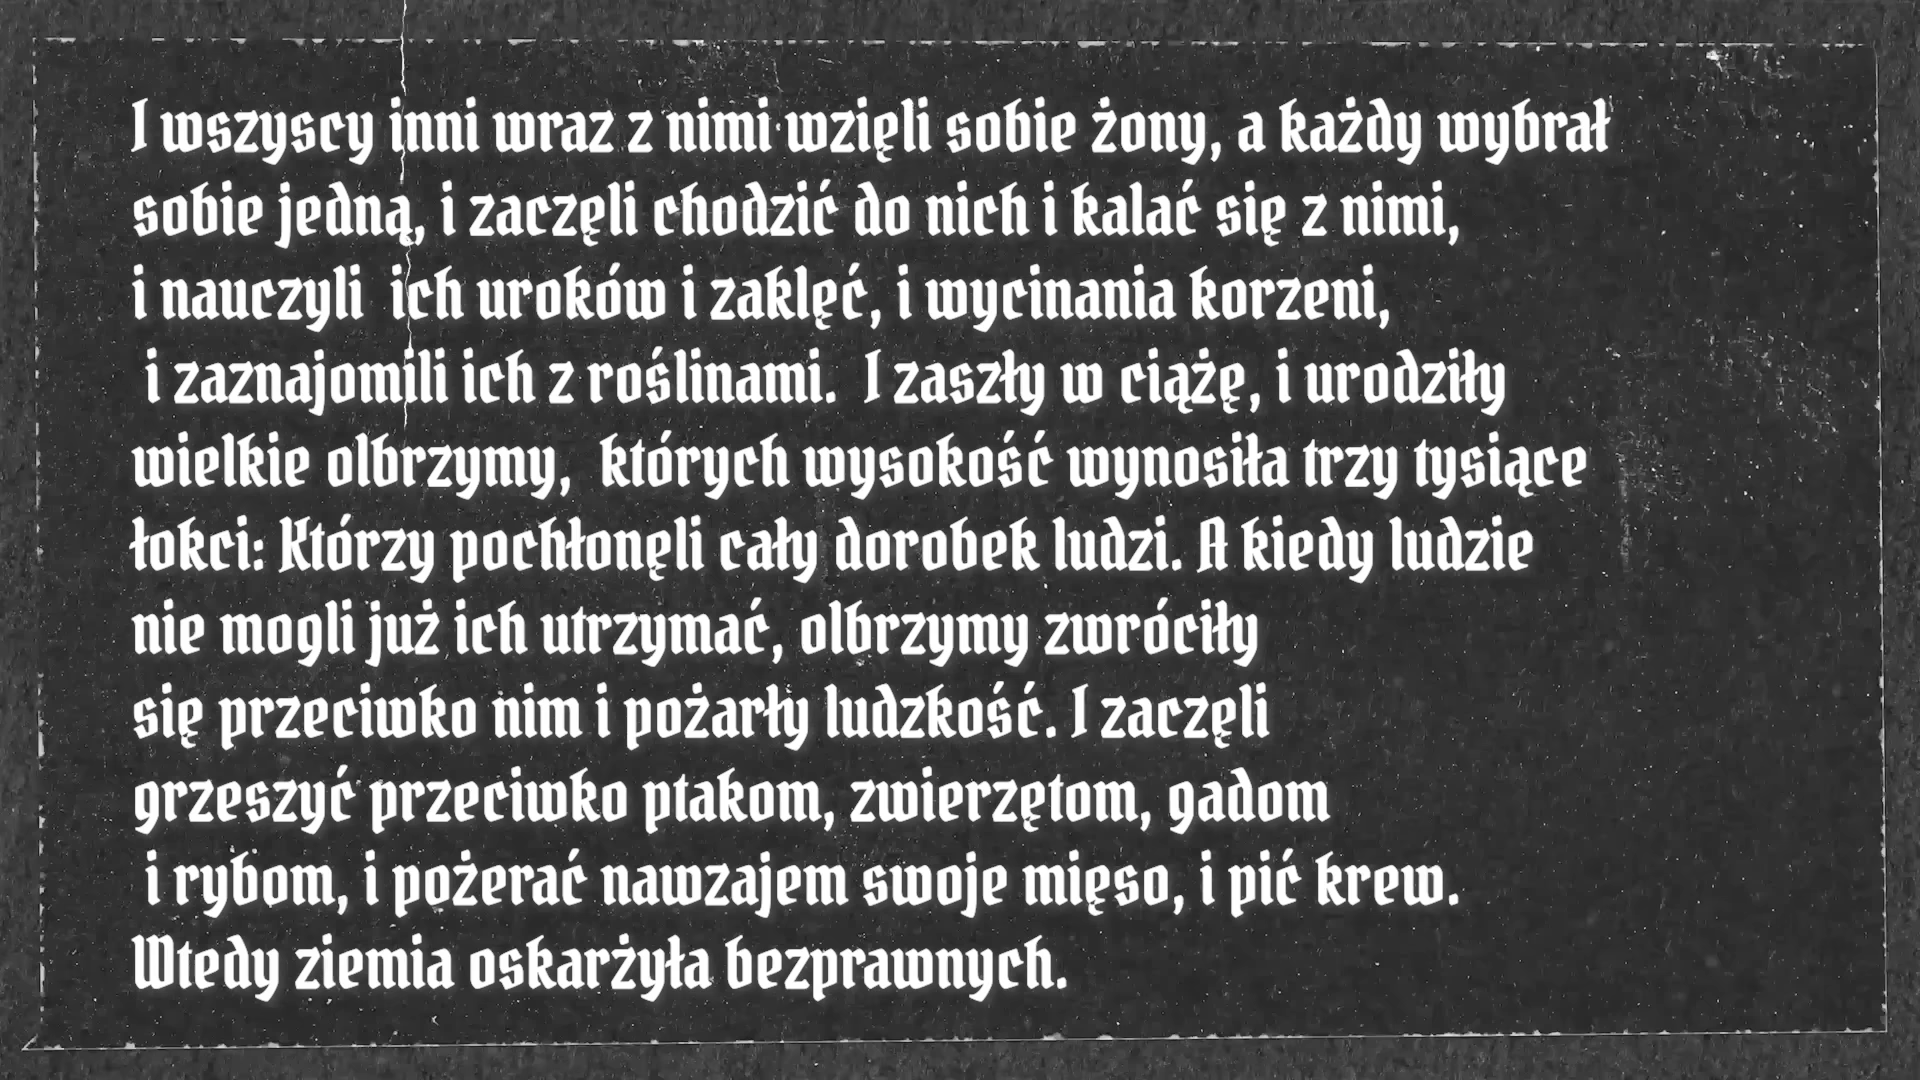 I wszyscy inni wraz z nimi wzięli sobie żony, a każdy wybrał
sobie jedną, i zaczęli chodzić do nich i kalać się z nimi,
i nauczyli ich uroków i zaklęć, i wycinania korzeni,
i zaznajomili ich z roślinami. I zaszły w ciążę, i urodziły
wielkie olbrzymy, których wysokość wynosiła trzy tysiące
łokci: Którzy pochłonęli cały dorobek ludzi. A kiedy ludzie
nie mogli już ich utrzymać, olbrzymy zwróciły
się przeciwko nim i pożarły ludzkość. I zaczęli
grzeszyć przeciwko ptakom, zwierzętom, gadom
i rybom, i pożerać nawzajem swoje mięso, i pić krew.
Wtedy ziemia oskarżyła bezprawnych.